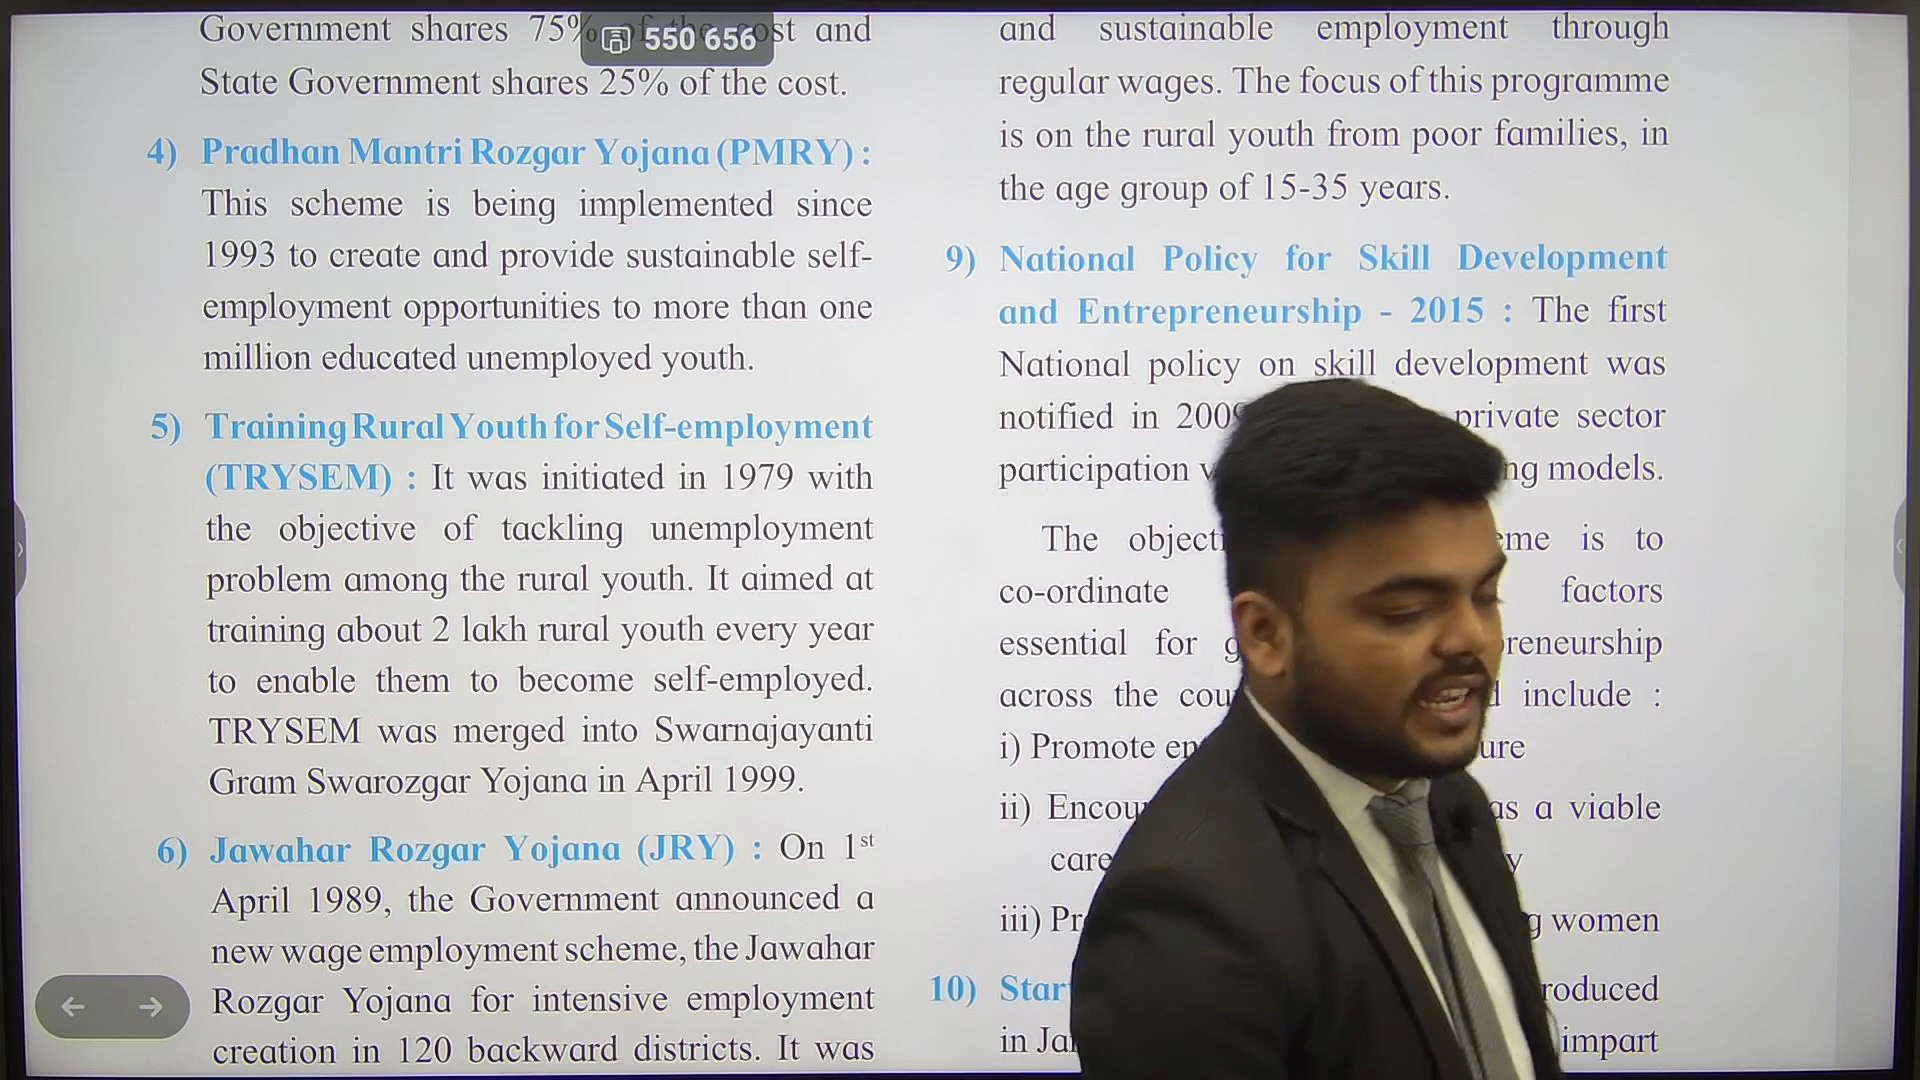 Government shares 75% of the cost and
State Government shares 25% of the cost.
4) Pradhan Mantri Rozgar Yojana (PMRY) :
This scheme is being implemented since
1993 to create and provide sustainable self-
employment opportunities to more than one
million educated unemployed youth.
5) Training Rural Youth for Self-employment
(TRYSEM) : It was initiated in 1979 with
the objective of tackling unemployment
problem among the rural youth. It aimed at
training about 2 lakh rural youth every year
to enable them to become self-employed.
TRYSEM was merged into Swarnajayanti
Gram Swarozgar Yojana in April 1999.
6) Jawahar Rozgar Yojana (JRY) : On 1st
April 1989, the Government announced a
new wage employment scheme, the Jawahar
Rozgar Yojana for intensive employment
creation in 120 backward districts. It was
550 656
and sustainable employment through
regular wages. The focus of this programme
is on the rural youth from poor families, in
the age group of 15-35 years.
9) National Policy for Skill Development
and Entrepreneurship - 2015 : The first
National policy on skill development was
notified in private sector
participation models.
The is to
co-ordinate factors
essential for
across the include :
i) Promote
ii) as a viable
iii) women
10)
in impart